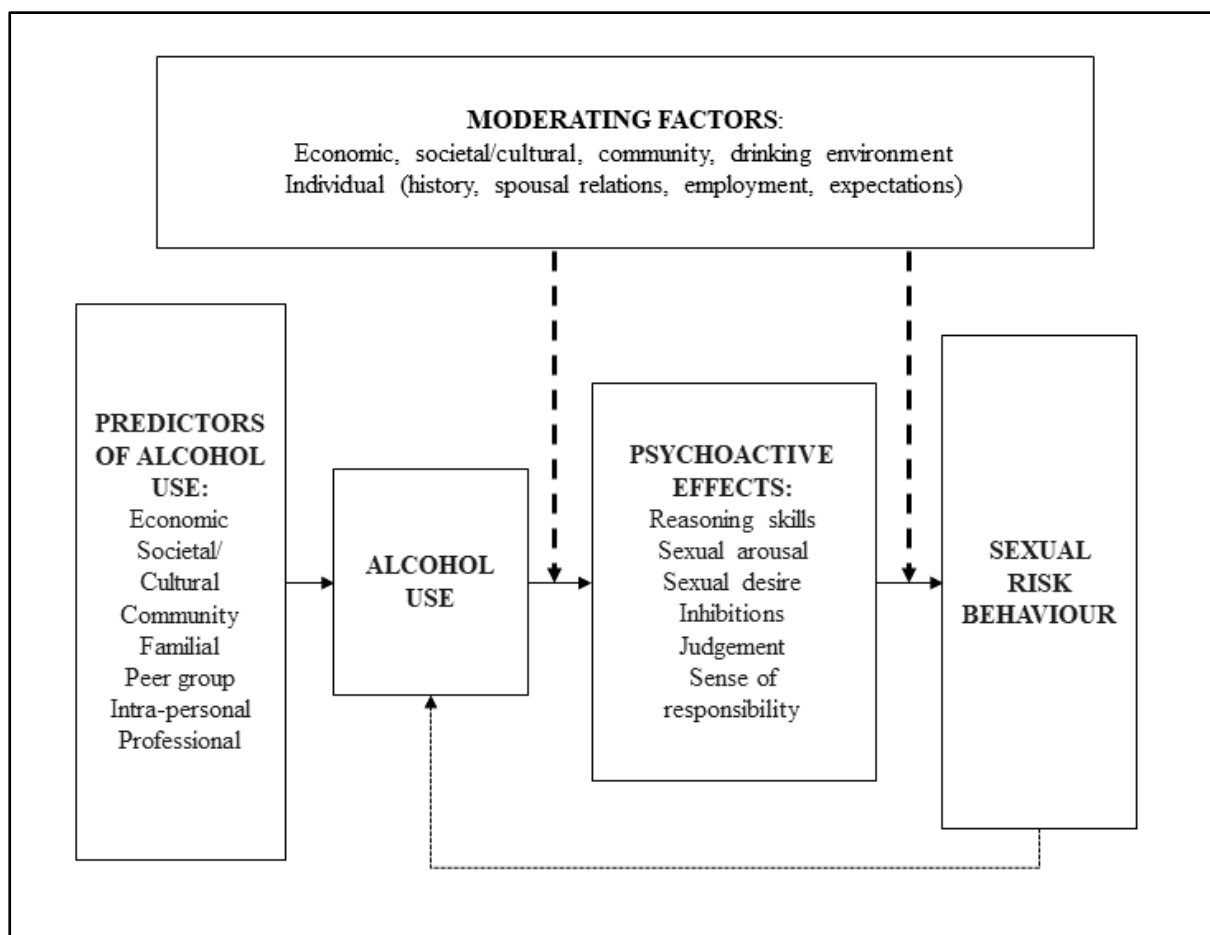 MODERATING FACTORS:
Economic, societal/cultural, community, drinking environment
Individual (history, spousal relations, employment, expectations)
PREDICTORS
OF ALCOHOL
USE:
Economic
Societal/
Cultural
Community
Familial
Peer group
Intra-personal
Professional
ALCOHOL
USE
PSYCHOACTIVE
EFFECTS:
Reasoning skills
Sexual arousal
Sexual desire
Inhibitions
Judgement
Sense of
responsibility
SEXUAL
RISK
BEHAVIOUR